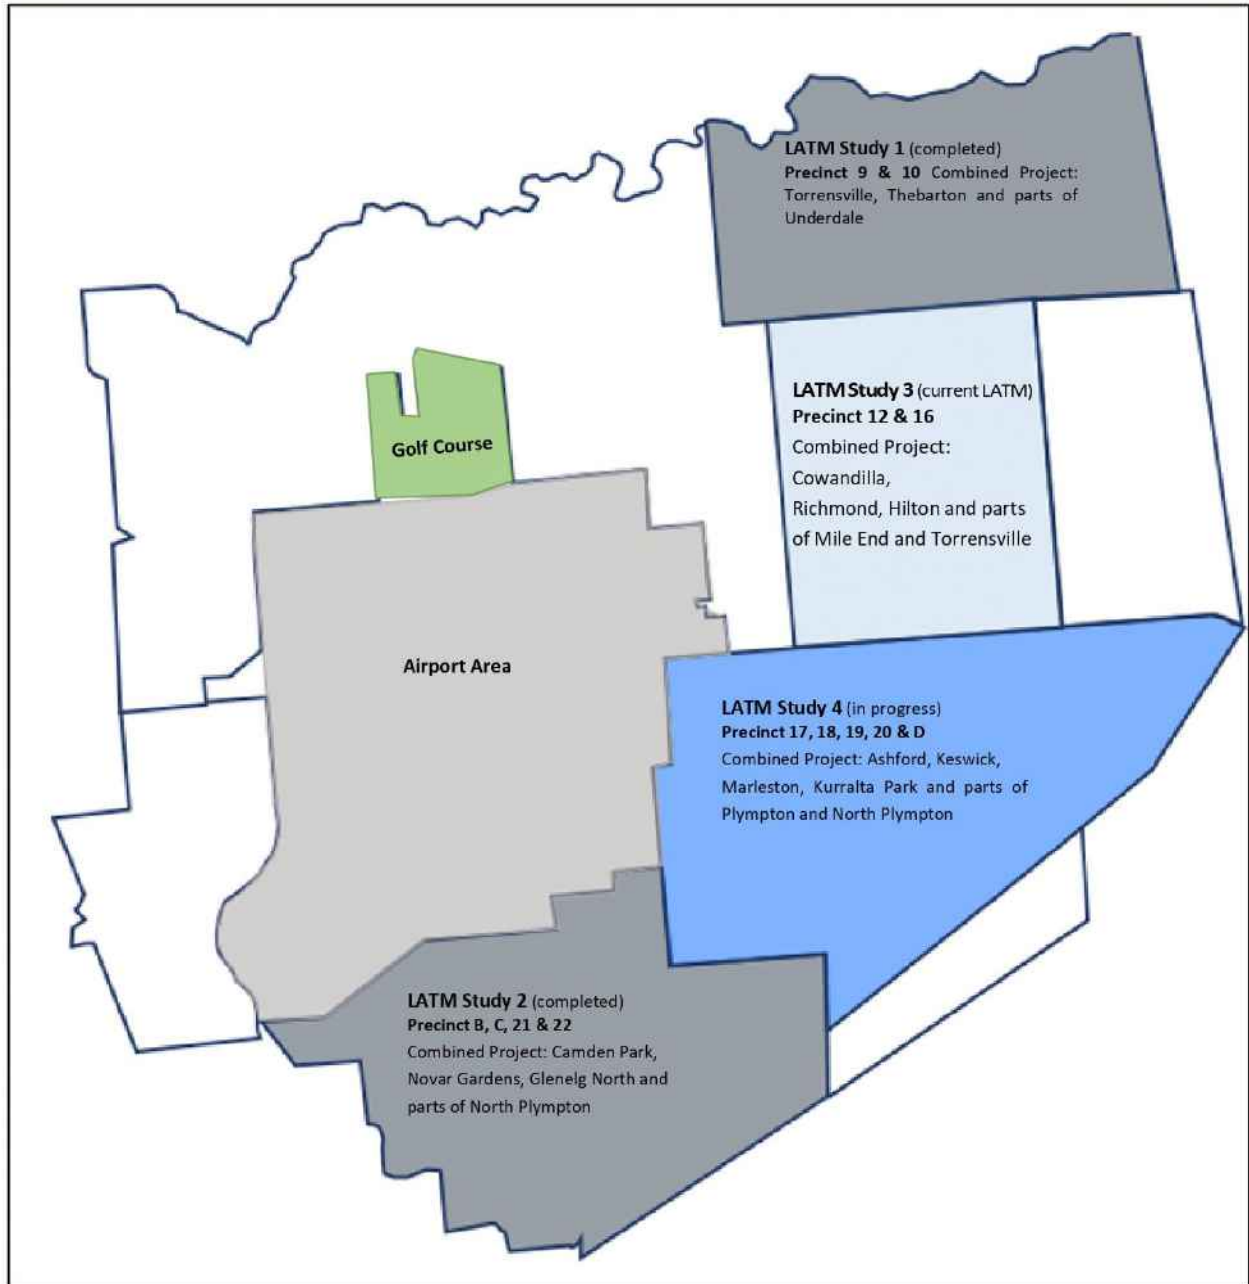 LATM Study 1 (completed)
Precinct 9 & 10 Combined Project:
Torrensville, Thebarton and parts of
Underdale
LATM Study 3 (current LATM)
Precinct 12 & 16
Combined Project:
Cowandilla,
Richmond, Hilton and parts
of Mile End and Torrensville
Golf Course
Airport Area
LATM Study 4 (in progress)
Precinct 17, 18, 19, 20 & D
Combined Project: Ashford, Keswick,
Marleston, Kurralta Park and parts of
Plympton and North Plympton
LATM Study 2 (completed)
Precinct B, C, 21 & 22
Combined Project: Camden Park,
Novar Gardens, Glenelg North and
parts of North Plympton